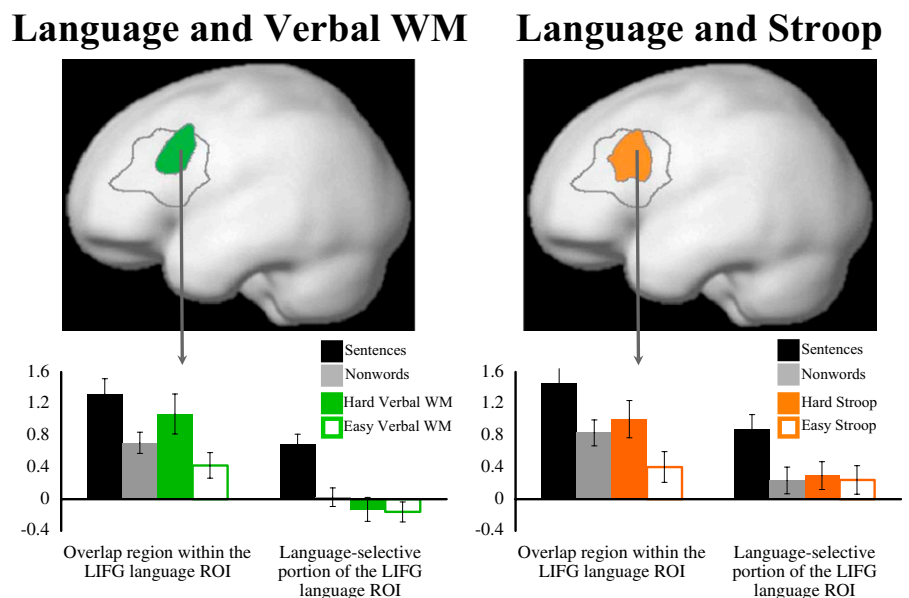 Language and Verbal WM
Language and Stroop
Sentences
Nonwords
Hard Verbal WM
Easy Verbal WM
1.6
1.2
0.8
0.4
0
-0.4
Overlap region within the
LIFG language ROI
Language-selective
portion of the LIFG
language ROI
Sentences
Nonwords
Hard Stroop
Easy Stroop
1.6
1.2
0.8
0.4
0
-0.4
Overlap region within the
LIFG language ROI
Language-selective
portion of the LIFG
language ROI